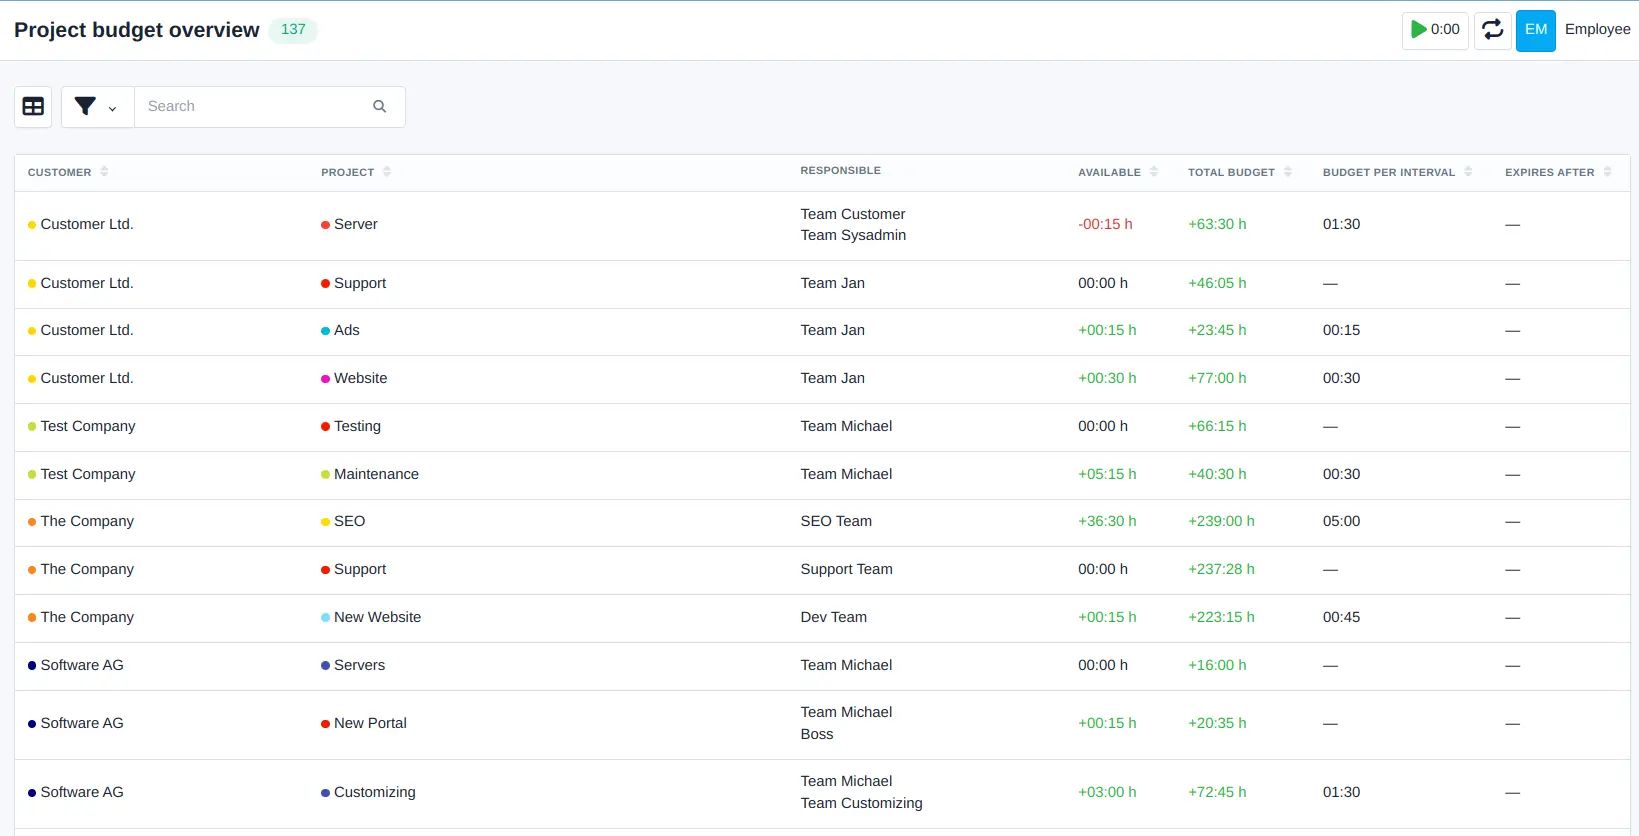 Project budget overview 137
0:00 EM Employee
Search
CUSTOMER PROJECT RESPONSIBLE AVAILABLE TOTAL BUDGET BUDGET PER INTERVAL EXPIRES AFTER
Customer Ltd. Server Team Customer -00:15 h +63:30 h 01:30 —
Team Sysadmin
Customer Ltd. Support Team Jan 00:00 h +46:05 h — —
Customer Ltd. Ads Team Jan +00:15 h +23:45 h 00:15 —
Customer Ltd. Website Team Jan +00:30 h +77:00 h 00:30 —
Test Company Testing Team Michael 00:00 h +66:15 h — —
Test Company Maintenance Team Michael +05:15 h +40:30 h 00:30 —
The Company SEO SEO Team +36:30 h +239:00 h 05:00 —
The Company Support Support Team 00:00 h +237:28 h — —
The Company New Website Dev Team +00:15 h +223:15 h 00:45 —
Software AG Servers Team Michael 00:00 h +16:00 h — —
Software AG New Portal Team Michael +00:15 h +20:35 h — —
Boss
Software AG Customizing Team Michael +03:00 h +72:45 h 01:30 —
Team Customizing